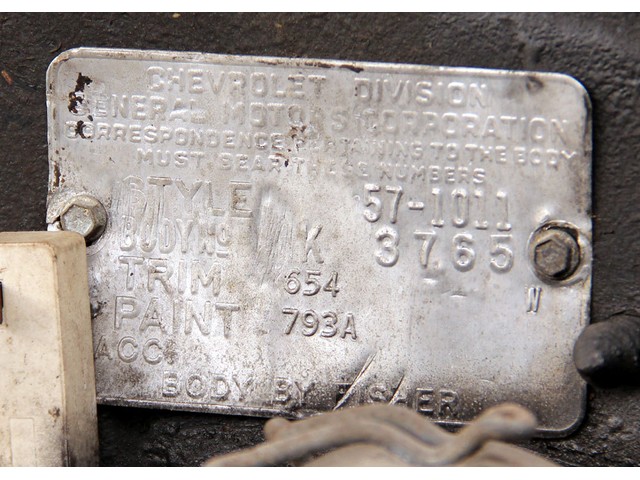 CHEVROLET DIVISION
GENERAL MOTORS CORPORATION
CORRESPONDENCE PERTAINING TO THE BODY
MUST BEAR THESE NUMBERS
STYLE 57-1011
BODY NO. K 3765
TRIM 654 N
PAINT 793A
ACC.
BODY BY FISHER